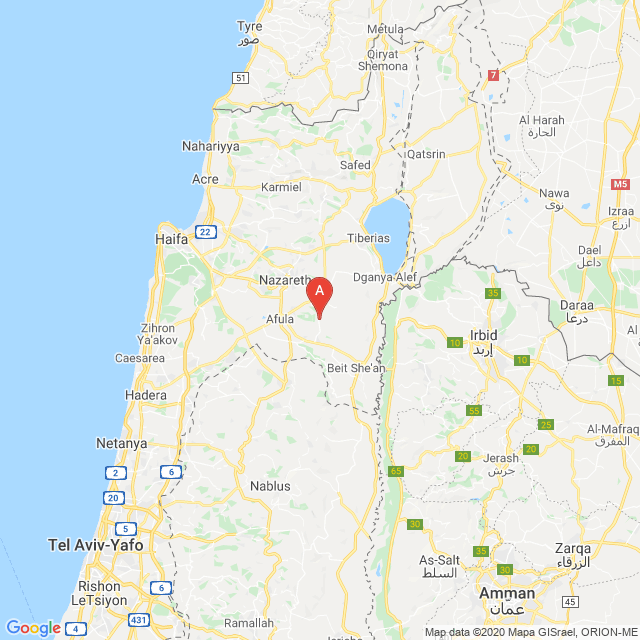 Tyre
صور
Metula
Qiryat
Shemona
7
51
Al Harah
الحارة
Nahariyya
Qatsrin
Safed
M5
Acre
Karmiel
Nawa
نوى
Izraa
ازرع
22
Haifa
Tiberias
Dael
داعل
Nazareth
Dganya Alef
A
35
Daraa
درعا
Afula
Zihron
Ya'akov
Irbid
إربد
Caesarea
10
10
Beit She'an
15
Hadera
55
25
Al-Mafraq
المفرق
Netanya
20
20
Jerash
جرش
2
6
65
Nablus
20
5
30
Tel Aviv-Yafo
35
As-Salt
السلط
Zarqa
الزرقاء
30
Rishon
LeTsiyon
6
Amman
عمان
45
431
Ramallah
Google
4
Map data ©2020 Mapa GISrael, ORION-ME